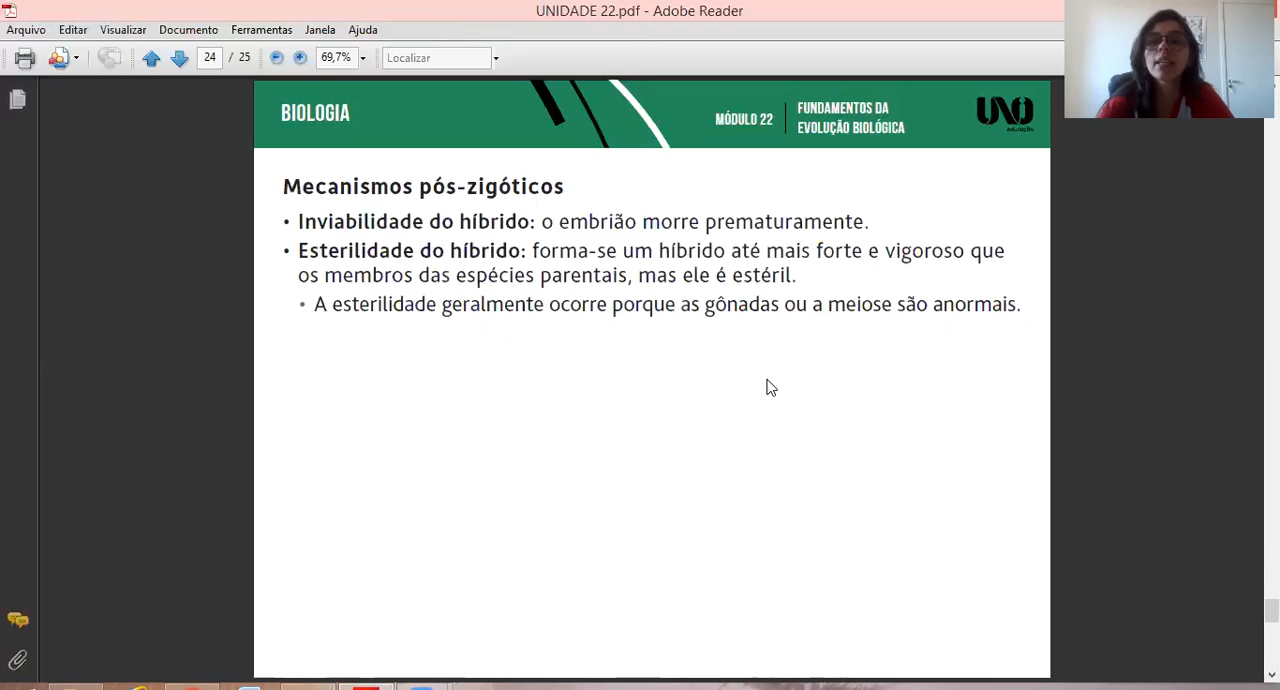 UNIDADE 22.pdf - Adobe Reader
Arquivo Editar Visualizar Documento Ferramentas Janela Ajuda
24 / 25 69,7% Localizar
BIOLOGIA
MÓDULO 22
FUNDAMENTOS DA
EVOLUÇÃO BIOLÓGICA
UNOi
educação
Mecanismos pós-zigóticos
• Inviabilidade do híbrido: o embrião morre prematuramente.
• Esterilidade do híbrido: forma-se um híbrido até mais forte e vigoroso que
os membros das espécies parentais, mas ele é estéril.
• A esterilidade geralmente ocorre porque as gônadas ou a meiose são anormais.